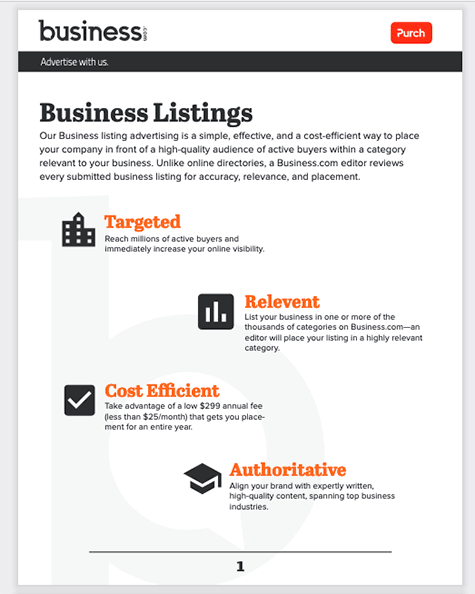 business.com
Purch
Advertise with us.
Business Listings
Our Business listing advertising is a simple, effective, and a cost-efficient way to place
your company in front of a high-quality audience of active buyers within a category
relevant to your business. Unlike online directories, a Business.com editor reviews
every submitted business listing for accuracy, relevance, and placement.
Targeted
Reach millions of active buyers and
immediately increase your online visibility.
Relevent
List your business in one or more of the
thousands of categories on Business.com—an
editor will place your listing in a highly relevant
category.
Cost Efficient
Take advantage of a low $299 annual fee
(less than $25/month) that gets you place-
ment for an entire year.
Authoritative
Align your brand with expertly written,
high-quality content, spanning top business
industries.
1